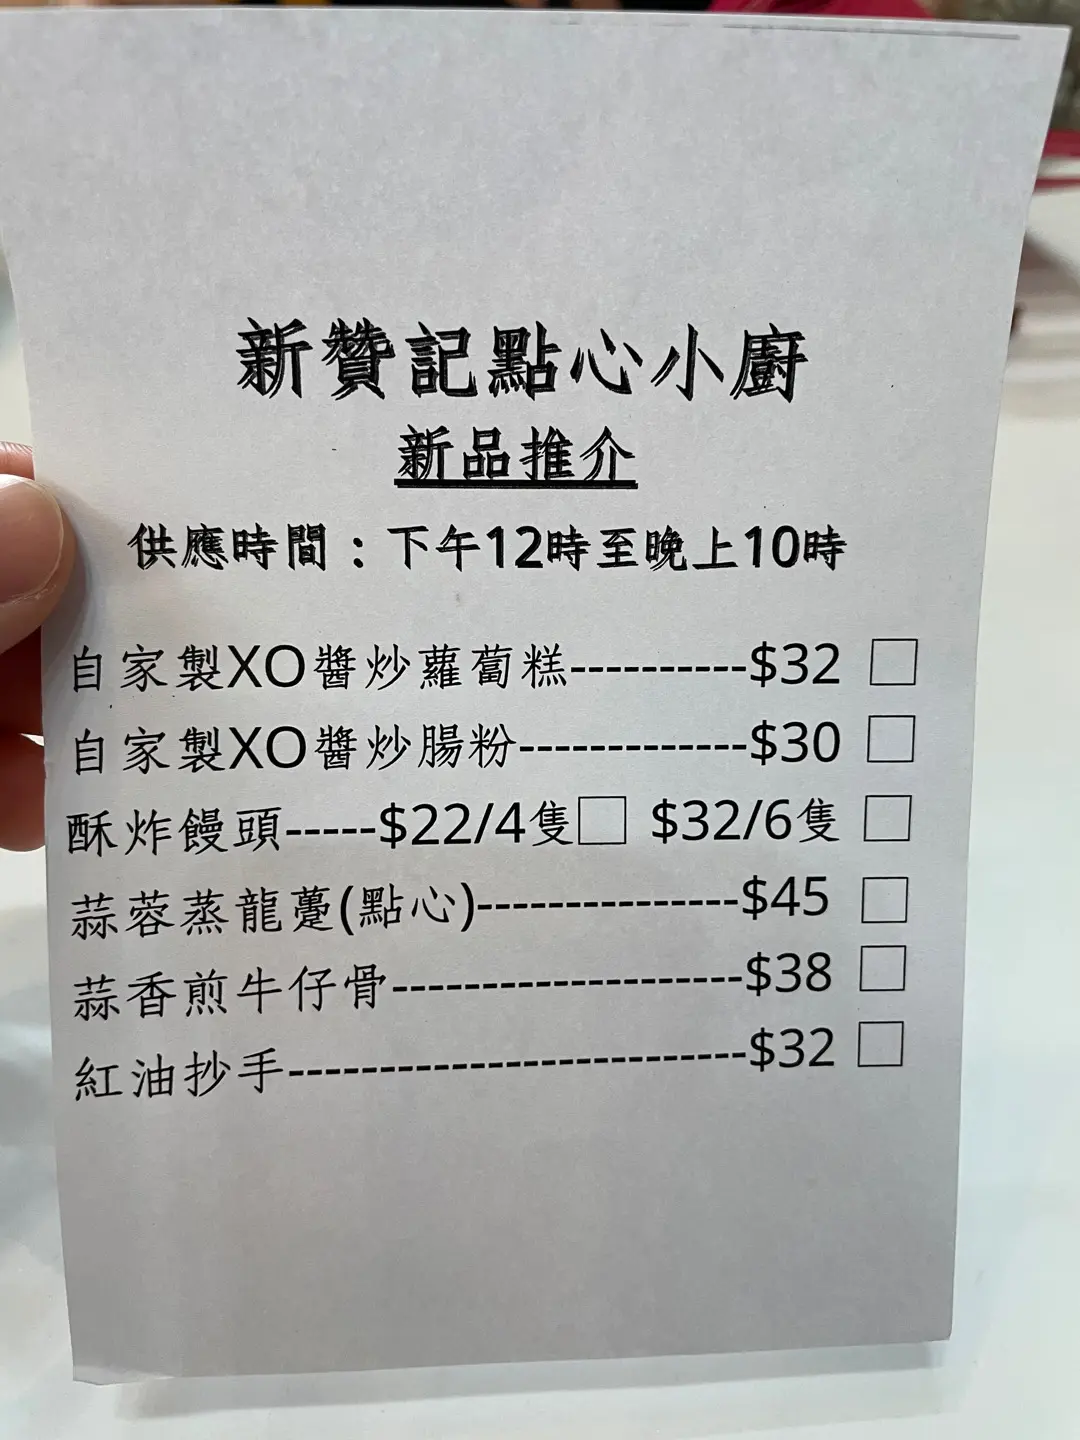 新贊記點心小廚
新品推介
供應時間：下午12時至晚上10時
自家製XO醬炒蘿蔔糕----------$32 □
自家製XO醬炒腸粉-------------$30 □
酥炸饅頭-----$22/4隻□ $32/6隻 □
蒜蓉蒸龍躉(點心)---------------$45 □
蒜香煎牛仔骨--------------------$38 □
紅油抄手--------------------------$32 □